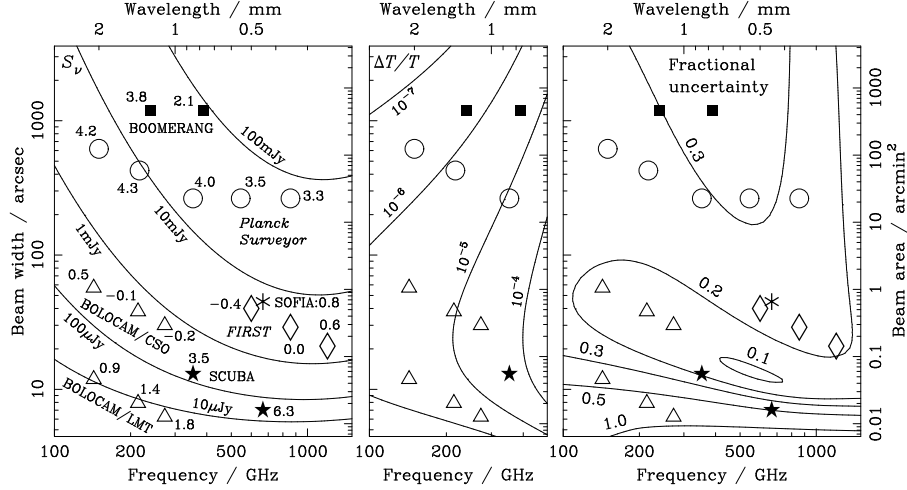 Wavelength / mm
2 1 0.5
Wavelength / mm
2 1
Wavelength / mm
2 1 0.5
Sν
ΔT/T
Fractional
uncertainty
3.8 2.1
BOOMERANG
100mJy
4.2
4.3 4.0 3.5 3.3
Planck
Surveyor
10mJy
1mJy
0.5 −0.1 −0.2
BOLOCAM/CSO
−0.4 SOFIA:0.8
FIRST 0.6
0.0
100μJy
3.5
SCUBA
0.9 1.4 1.8
BOLOCAM/LMT
10μJy 6.3
10⁻⁷
10⁻⁶
10⁻⁵
10⁻⁴
0.3
0.2
0.1
0.3
0.5
1.0
Beam width / arcsec
10 100 1000
Beam area / arcmin²
0.01 0.1 1 10 100 1000
100 200 500 1000
100 200 500
100 200 500 1000
Frequency / GHz
Frequency / GHz
Frequency / GHz